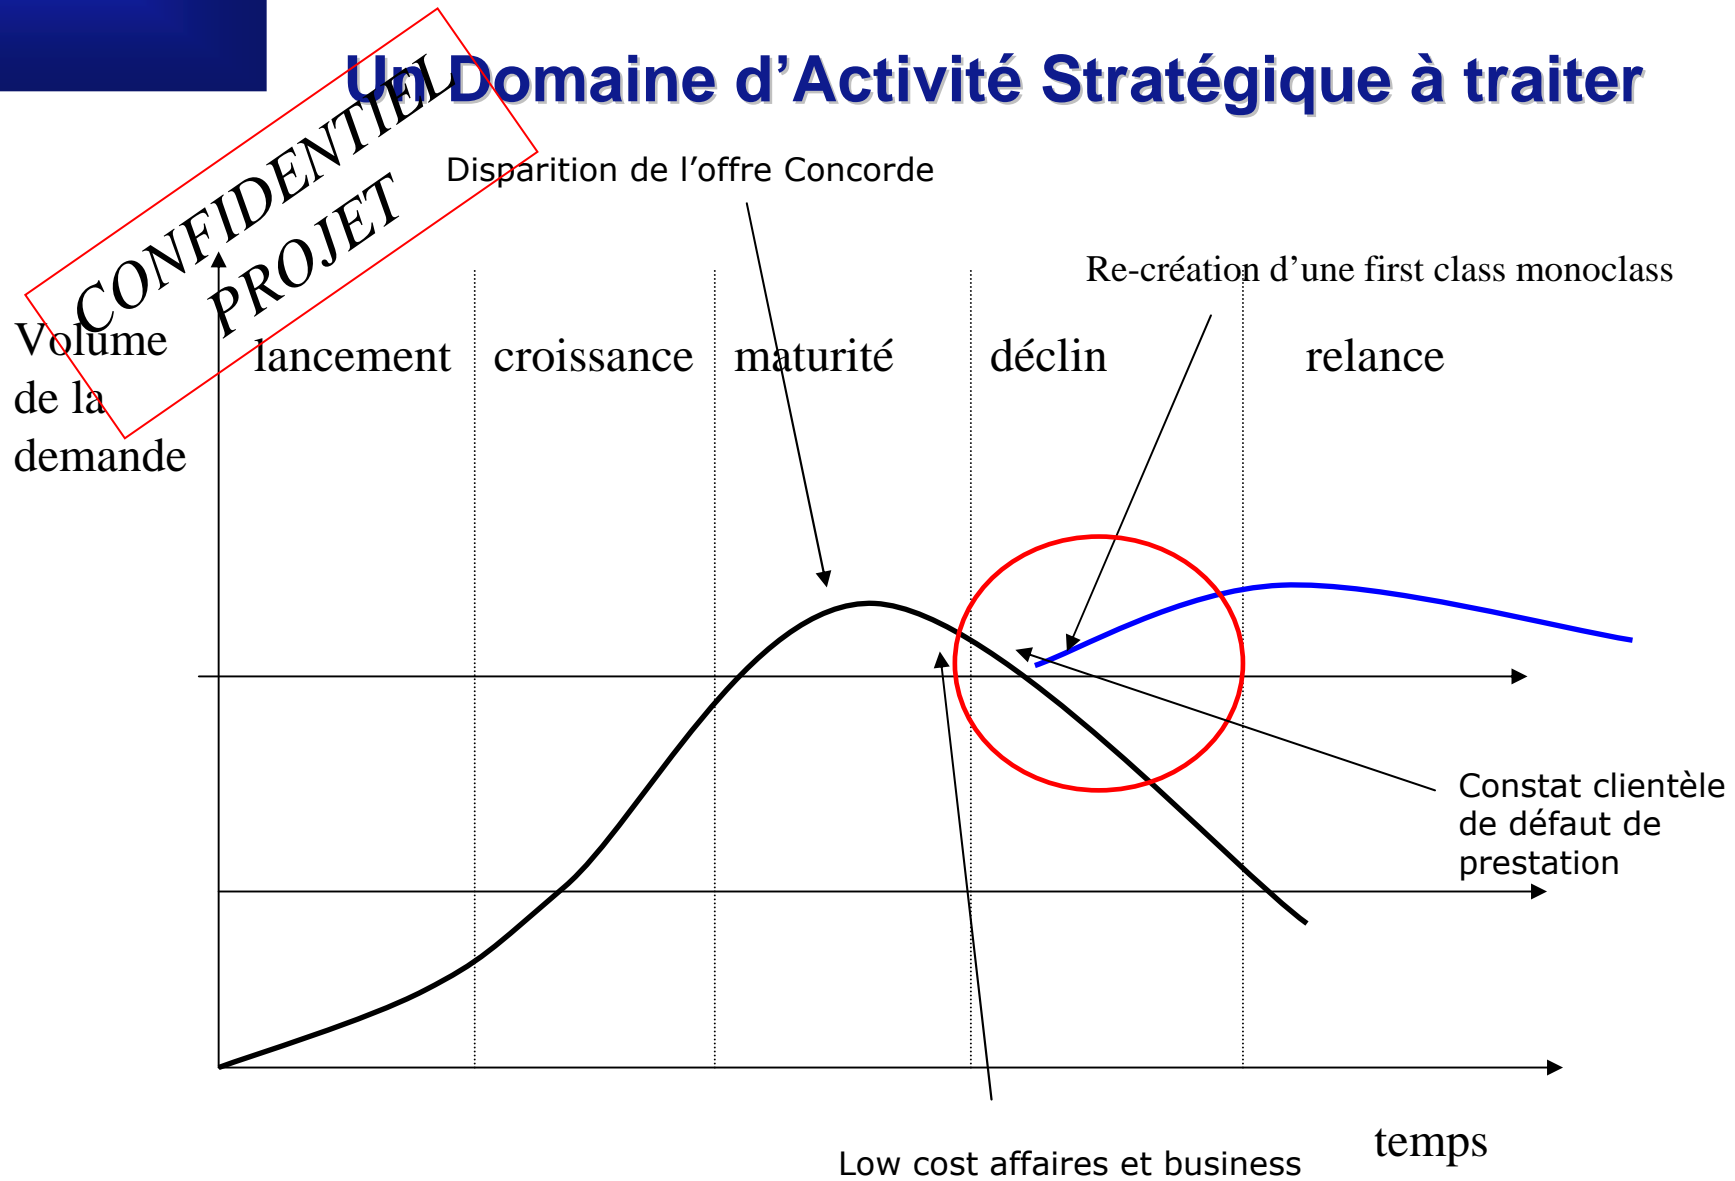 Un Domaine d’Activité Stratégique à traiter
CONFIDENTIEL
PROJET
Disparition de l’offre Concorde
Re-création d’une first class monoclass
Volume
de la
demande
lancement
croissance
maturité
déclin
relance
Constat clientèle
de défaut de
prestation
temps
Low cost affaires et business